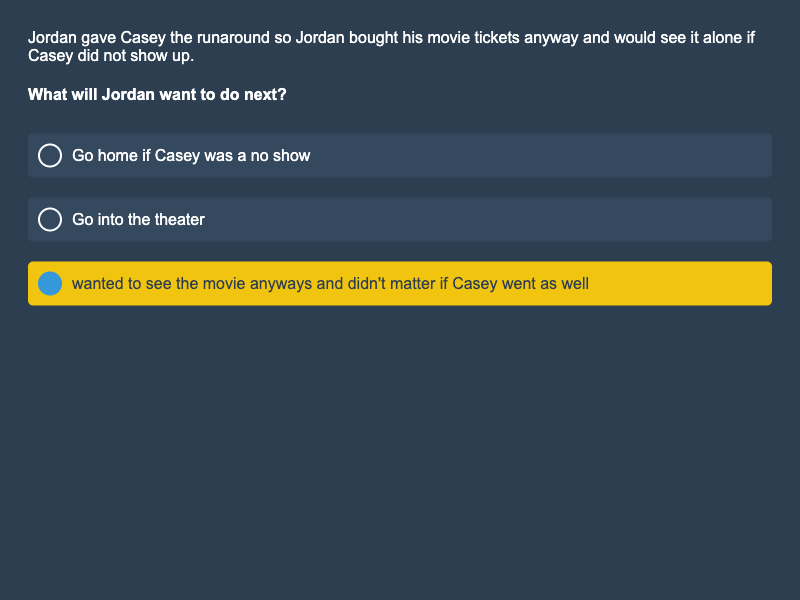 Jordan gave Casey the runaround so Jordan bought his movie tickets anyway and would see it alone if
Casey did not show up.
What will Jordan want to do next?
Go home if Casey was a no show
Go into the theater
wanted to see the movie anyways and didn't matter if Casey went as well